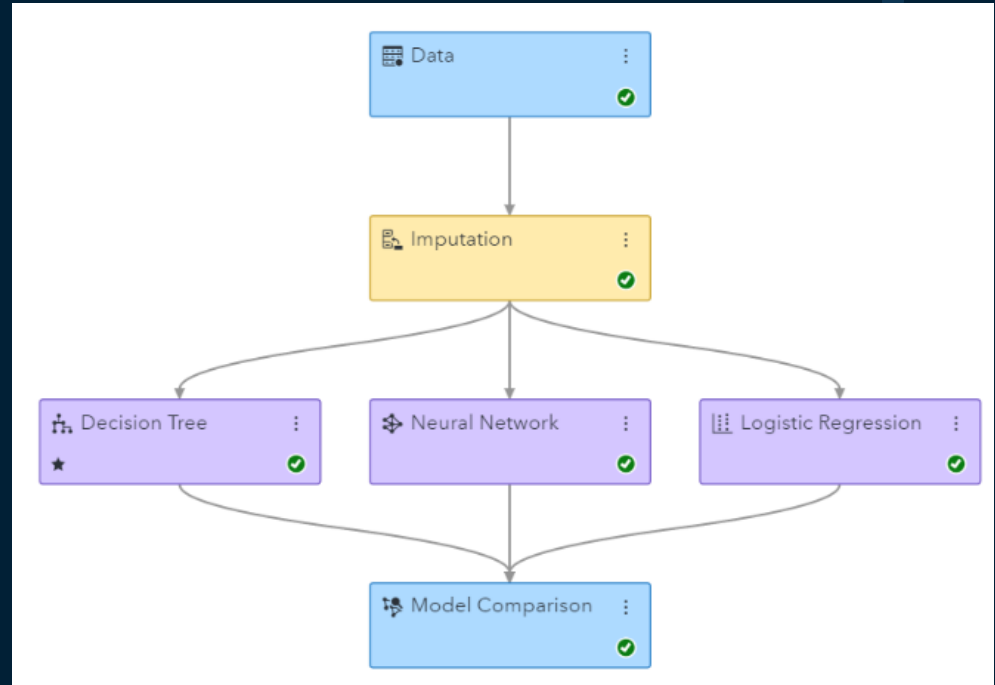 Data
Imputation
Decision Tree
Neural Network
Logistic Regression
Model Comparison